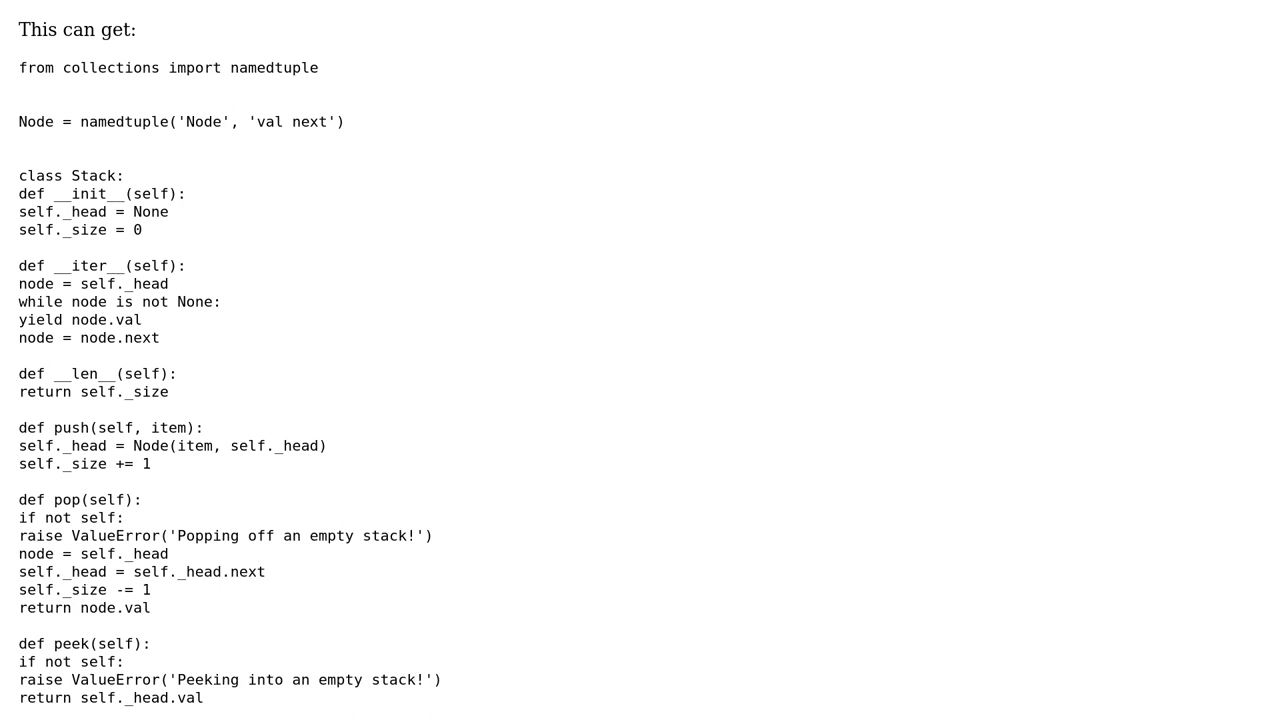 This can get:
from collections import namedtuple
Node = namedtuple('Node', 'val next')
class Stack:
def __init__(self):
self._head = None
self._size = 0
def __iter__(self):
node = self._head
while node is not None:
yield node.val
node = node.next
def __len__(self):
return self._size
def push(self, item):
self._head = Node(item, self._head)
self._size += 1
def pop(self):
if not self:
raise ValueError('Popping off an empty stack!')
node = self._head
self._head = self._head.next
self._size -= 1
return node.val
def peek(self):
if not self:
raise ValueError('Peeking into an empty stack!')
return self._head.val